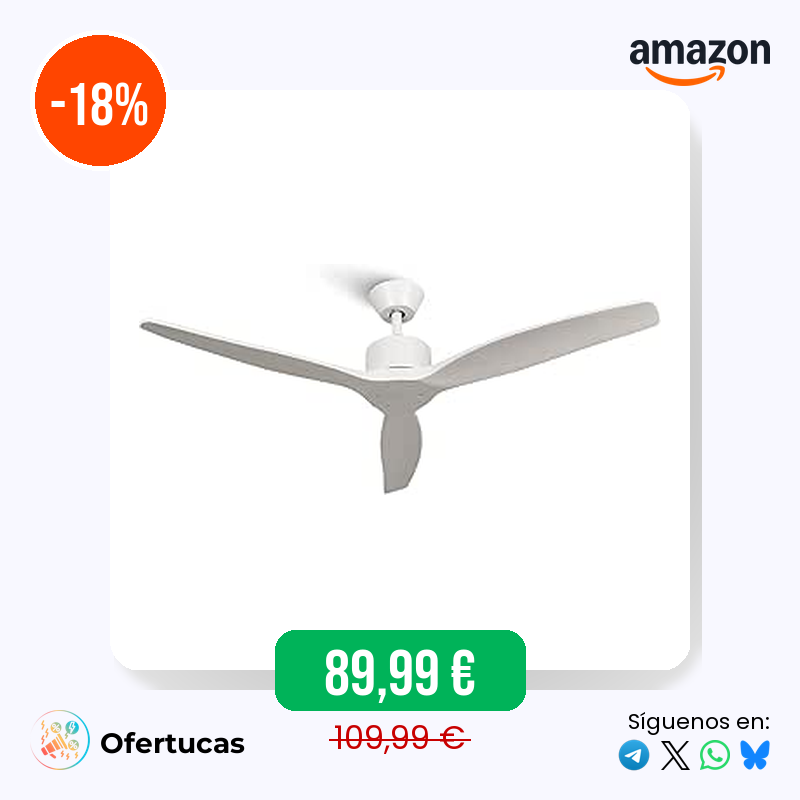 -18%
amazon
89,99 €
109,99 €
Ofertucas
Síguenos en: